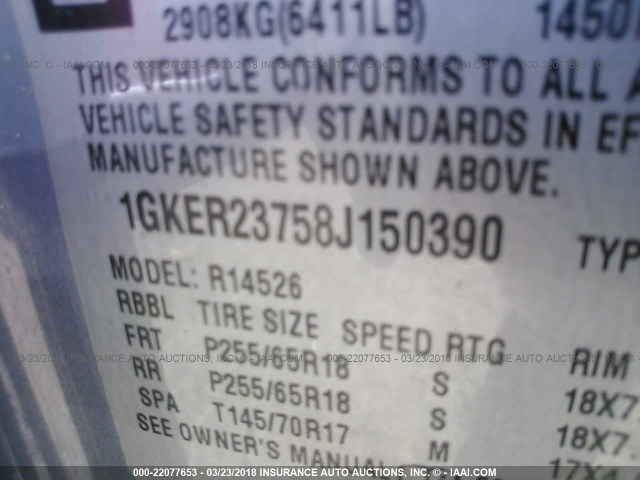 2908KG(6411LB) 1450
THIS VEHICLE CONFORMS TO ALL
VEHICLE SAFETY STANDARDS IN EF
MANUFACTURE SHOWN ABOVE.
1GKER23758J150390 TYP
MODEL: R14526
RBBL TIRE SIZE SPEED RTG RIM
FRT P255/65R18 S 18X7
RR P255/65R18 S 18X7
SPA T145/70R17 M 17X4
SEE OWNER'S MANUAL
000-22077653 - 03/23/2018 INSURANCE AUTO AUCTIONS, INC. - © IAAI.COM